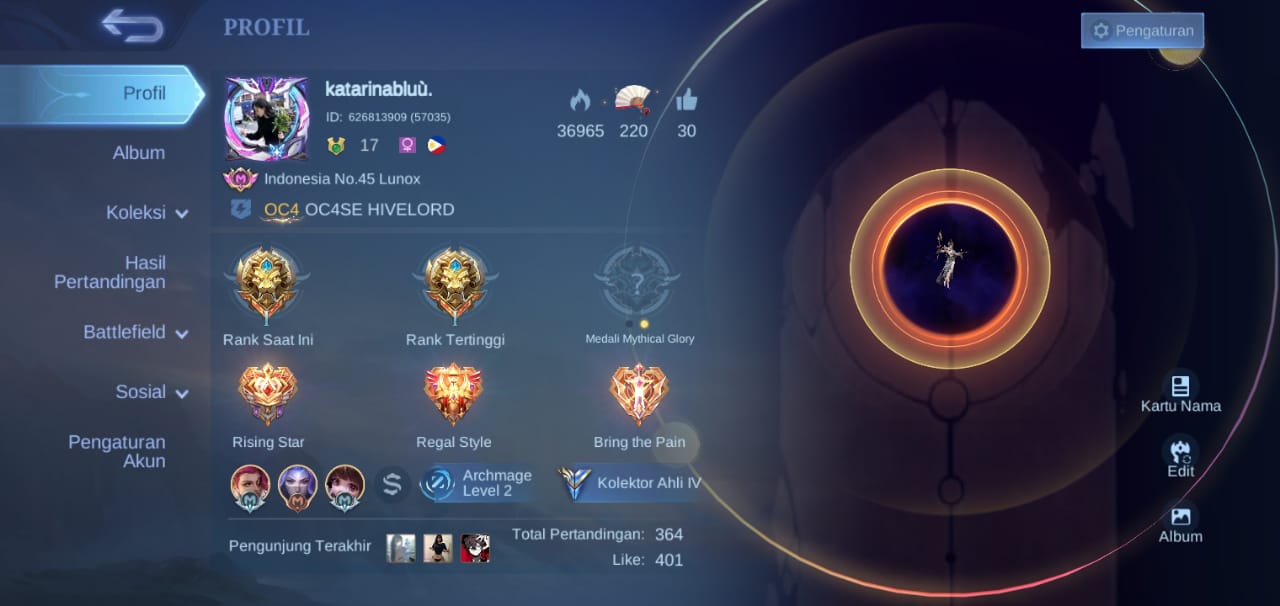 PROFIL
Pengaturan
Profil
Album
Koleksi
Hasil
Pertandingan
Battlefield
Sosial
Pengaturan
Akun
katarinabluù.
ID: 626813909 (57035)
17
36965 220 30
Indonesia No.45 Lunox
OC4 OC4SE HIVELORD
Rank Saat Ini
Rank Tertinggi
?
Medali Mythical Glory
Rising Star
Regal Style
Bring the Pain
Archmage
Level 2
Kolektor Ahli IV
Pengunjung Terakhir
Total Pertandingan: 364
Like: 401
Kartu Nama
Edit
Album